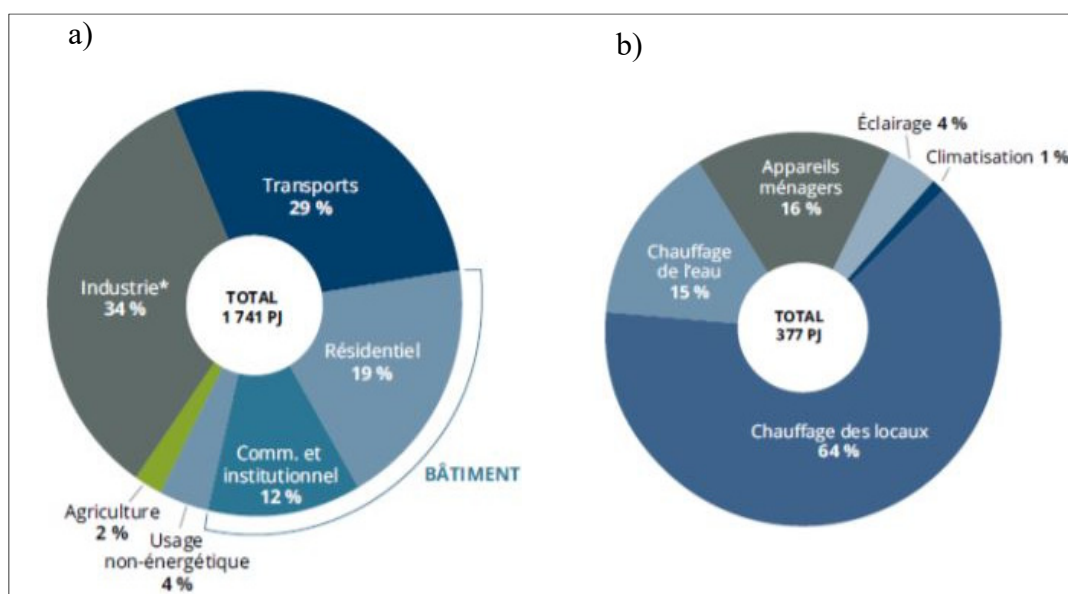 a)
Transports
29 %
Industrie*
34 %
TOTAL
1 741 PJ
Résidentiel
19 %
Comm. et
institutionnel
12 %
BÂTIMENT
Agriculture
2 %
Usage
non-énergétique
4 %
b)
Éclairage 4 %
Climatisation 1 %
Appareils
ménagers
16 %
Chauffage
de l'eau
15 %
TOTAL
377 PJ
Chauffage des locaux
64 %